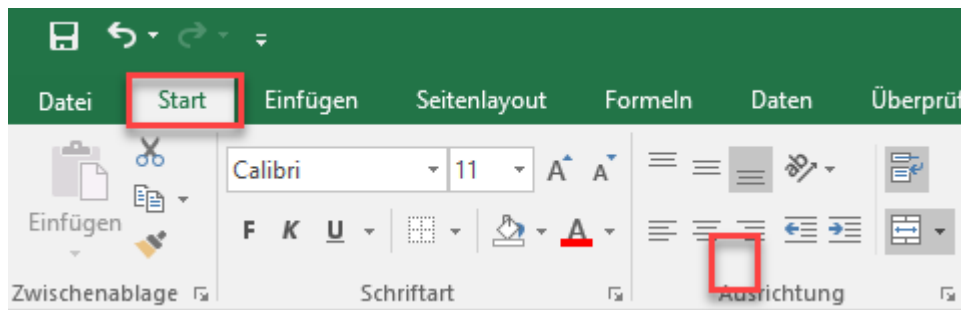 Datei Start Einfügen Seitenlayout Formeln Daten Überprüf
Calibri 11 A A
Einfügen
F K U A
Zwischenablage Schriftart Ausrichtung